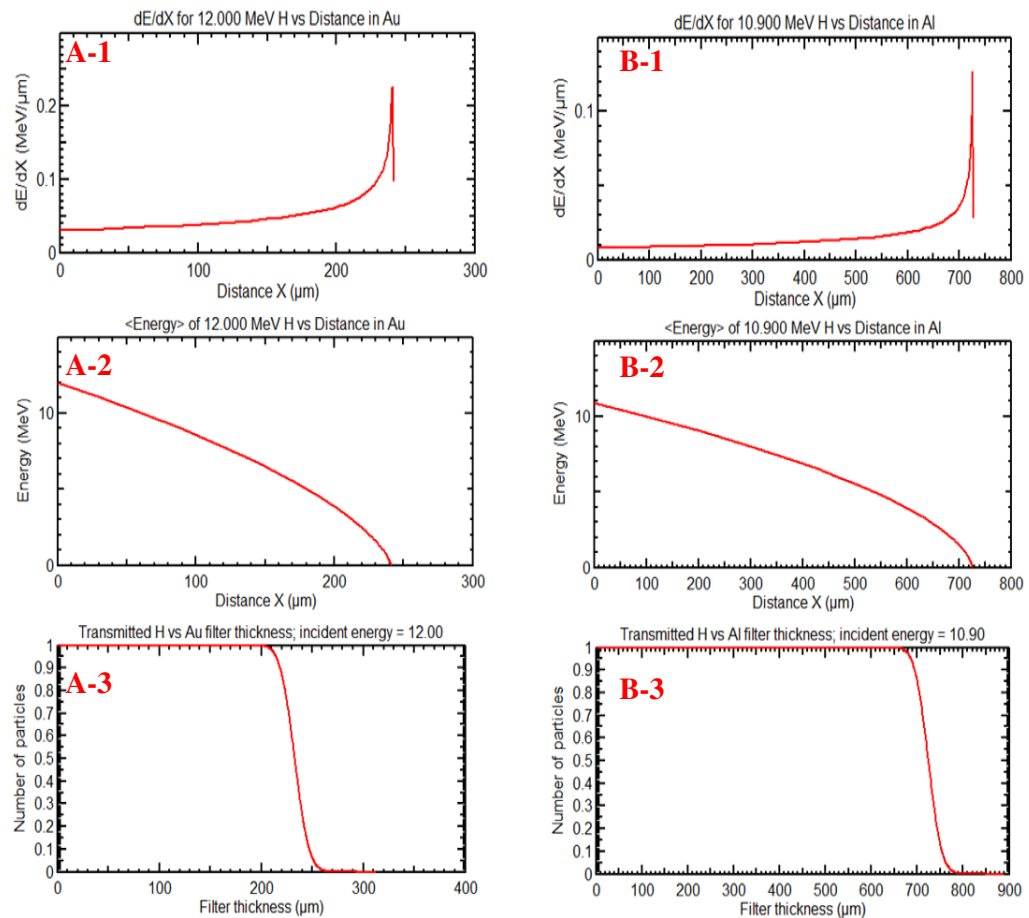 dE/dX for 12.000 MeV H vs Distance in Au
A-1
dE/dX (MeV/µm)
0.2
0.1
0
0 100 200 300
Distance X (µm)
dE/dX for 10.900 MeV H vs Distance in Al
B-1
dE/dX (MeV/µm)
0.1
0
0 100 200 300 400 500 600 700 800
Distance X (µm)
<Energy> of 12.000 MeV H vs Distance in Au
A-2
Energy (MeV)
10
0
0 100 200 300
Distance X (µm)
<Energy> of 10.900 MeV H vs Distance in Al
B-2
Energy (MeV)
10
0
0 100 200 300 400 500 600 700 800
Distance X (µm)
Transmitted H vs Au filter thickness; incident energy = 12.00
A-3
Number of particles
1
0.9
0.8
0.7
0.6
0.5
0.4
0.3
0.2
0.1
0
0 100 200 300 400
Filter thickness (µm)
Transmitted H vs Al filter thickness; incident energy = 10.90
B-3
Number of particles
1
0.9
0.8
0.7
0.6
0.5
0.4
0.3
0.2
0.1
0
0 100 200 300 400 500 600 700 800 900
Filter thickness (µm)